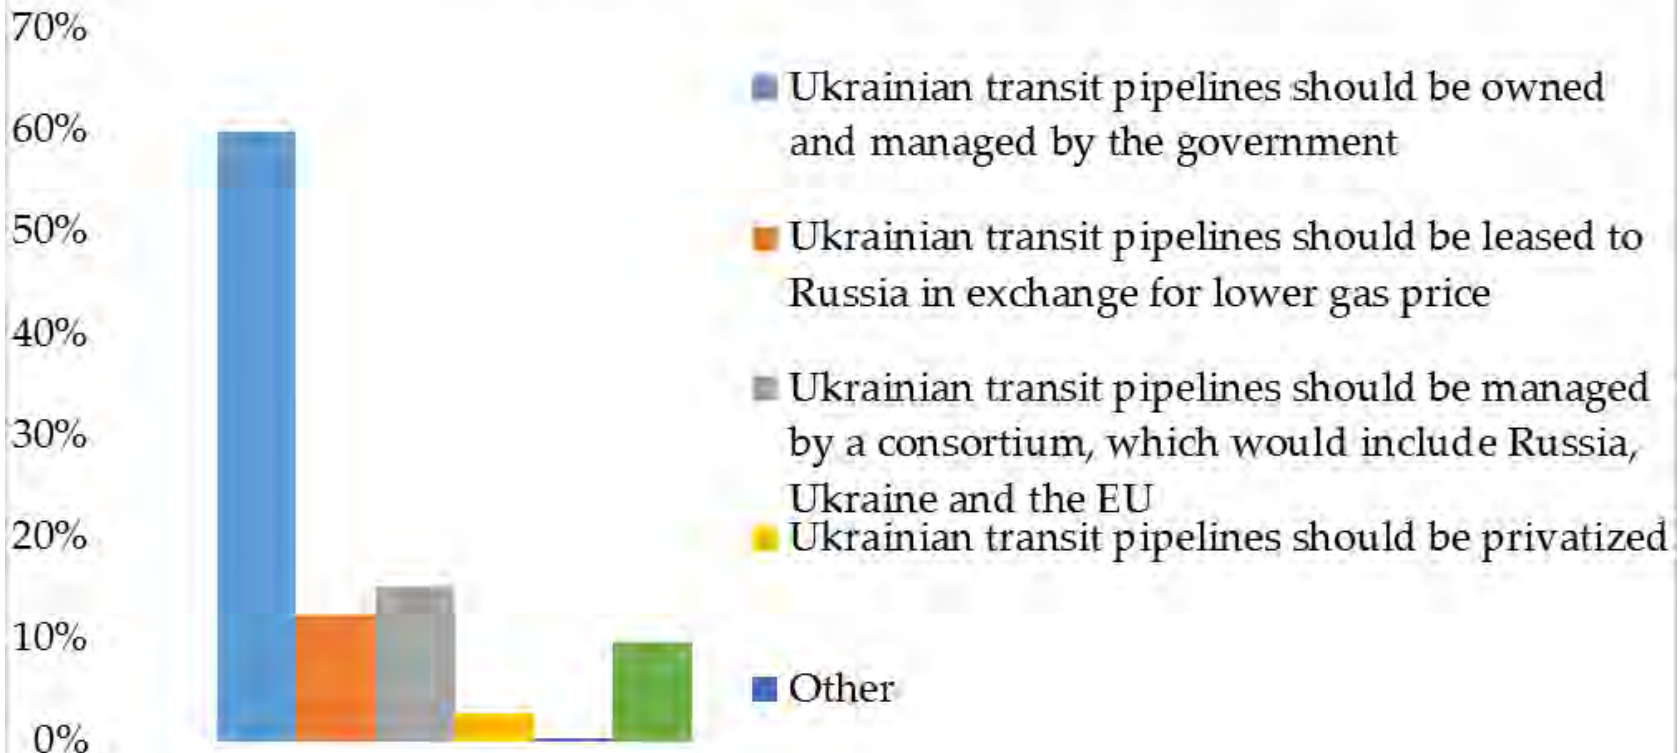 70%
60%
50%
40%
30%
20%
10%
0%
Ukrainian transit pipelines should be owned
and managed by the government
Ukrainian transit pipelines should be leased to
Russia in exchange for lower gas price
Ukrainian transit pipelines should be managed
by a consortium, which would include Russia,
Ukraine and the EU
Ukrainian transit pipelines should be privatized
Other